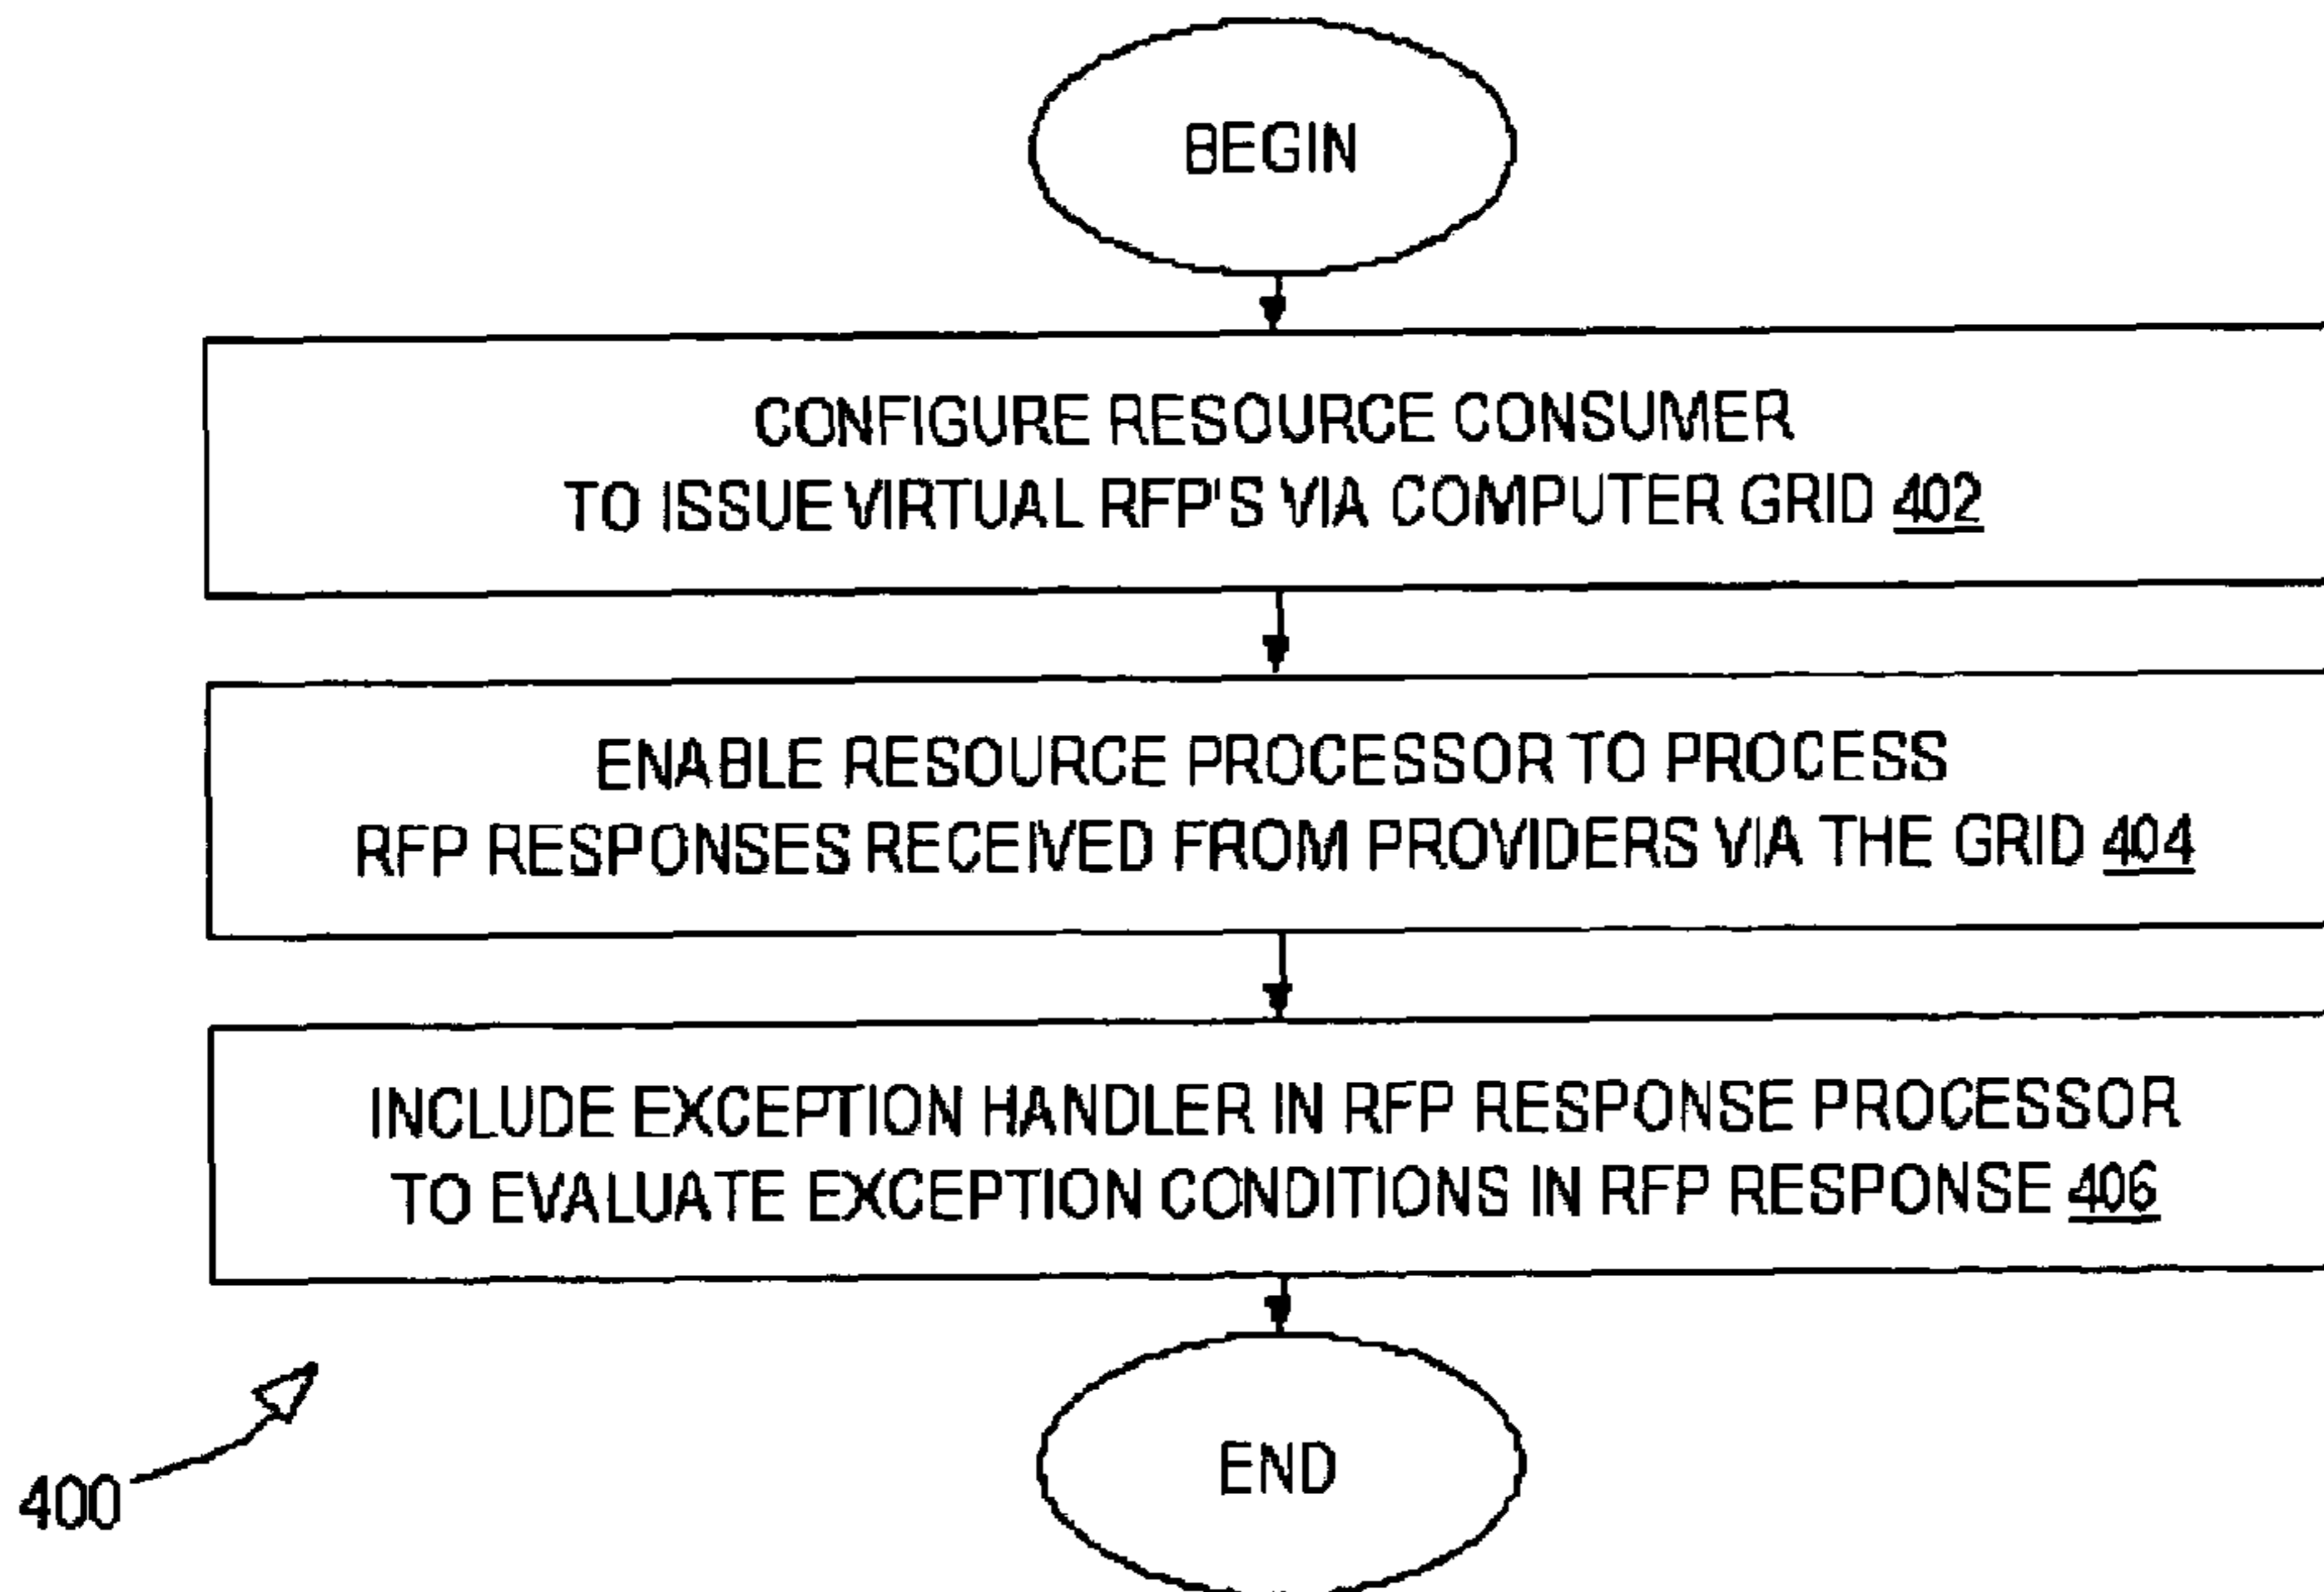 BEGIN
CONFIGURE RESOURCE CONSUMER
TO ISSUE VIRTUAL RFP'S VIA COMPUTER GRID 402
ENABLE RESOURCE PROCESSOR TO PROCESS
RFP RESPONSES RECEIVED FROM PROVIDERS VIA THE GRID 404
INCLUDE EXCEPTION HANDLER IN RFP RESPONSE PROCESSOR
TO EVALUATE EXCEPTION CONDITIONS IN RFP RESPONSE 406
END
400